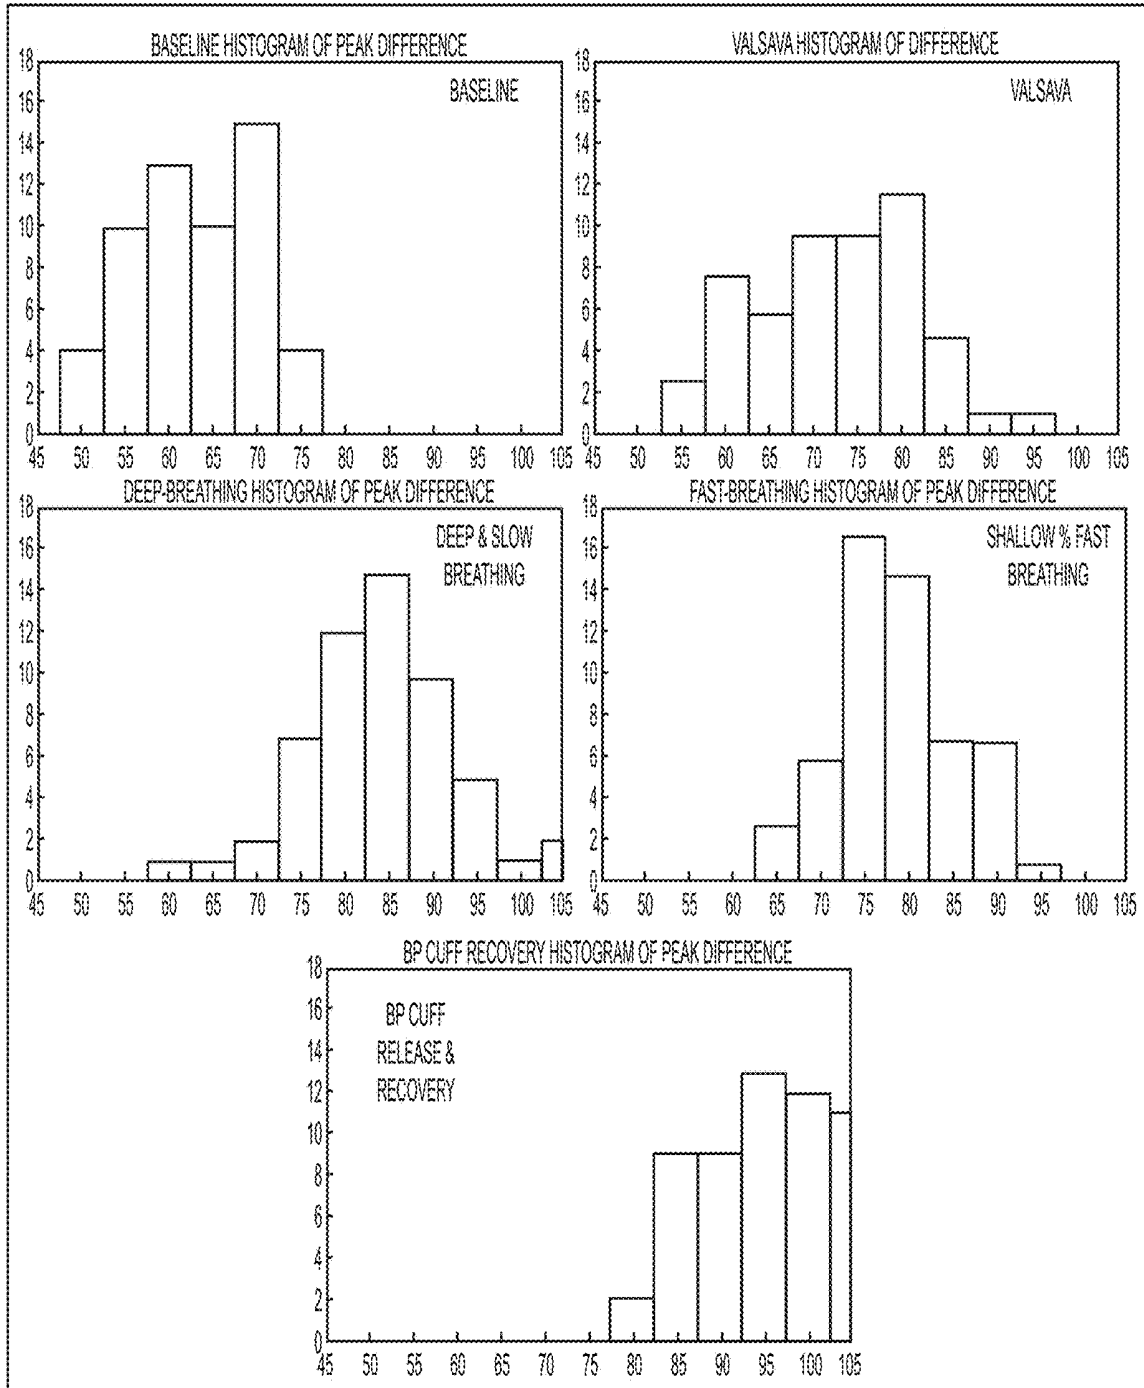 BASELINE HISTOGRAM OF PEAK DIFFERENCE
18
BASELINE
16
14
12
10
8
6
4
2
0
45 50 55 60 65 70 75 80 85 90 95 100 105
VALSAVA HISTOGRAM OF DIFFERENCE
18
VALSAVA
16
14
12
10
8
6
4
2
0
45 50 55 60 65 70 75 80 85 90 95 100 105
DEEP-BREATHING HISTOGRAM OF PEAK DIFFERENCE
18
DEEP & SLOW
16
BREATHING
14
12
10
8
6
4
2
0
45 50 55 60 65 70 75 80 85 90 95 100 105
FAST-BREATHING HISTOGRAM OF PEAK DIFFERENCE
18
SHALLOW % FAST
16
BREATHING
14
12
10
8
6
4
2
0
45 50 55 60 65 70 75 80 85 90 95 100 105
BP CUFF RECOVERY HISTOGRAM OF PEAK DIFFERENCE
18
16
BP CUFF
14
RELEASE &
RECOVERY
12
10
8
6
4
2
0
45 50 55 60 65 70 75 80 85 90 95 100 105